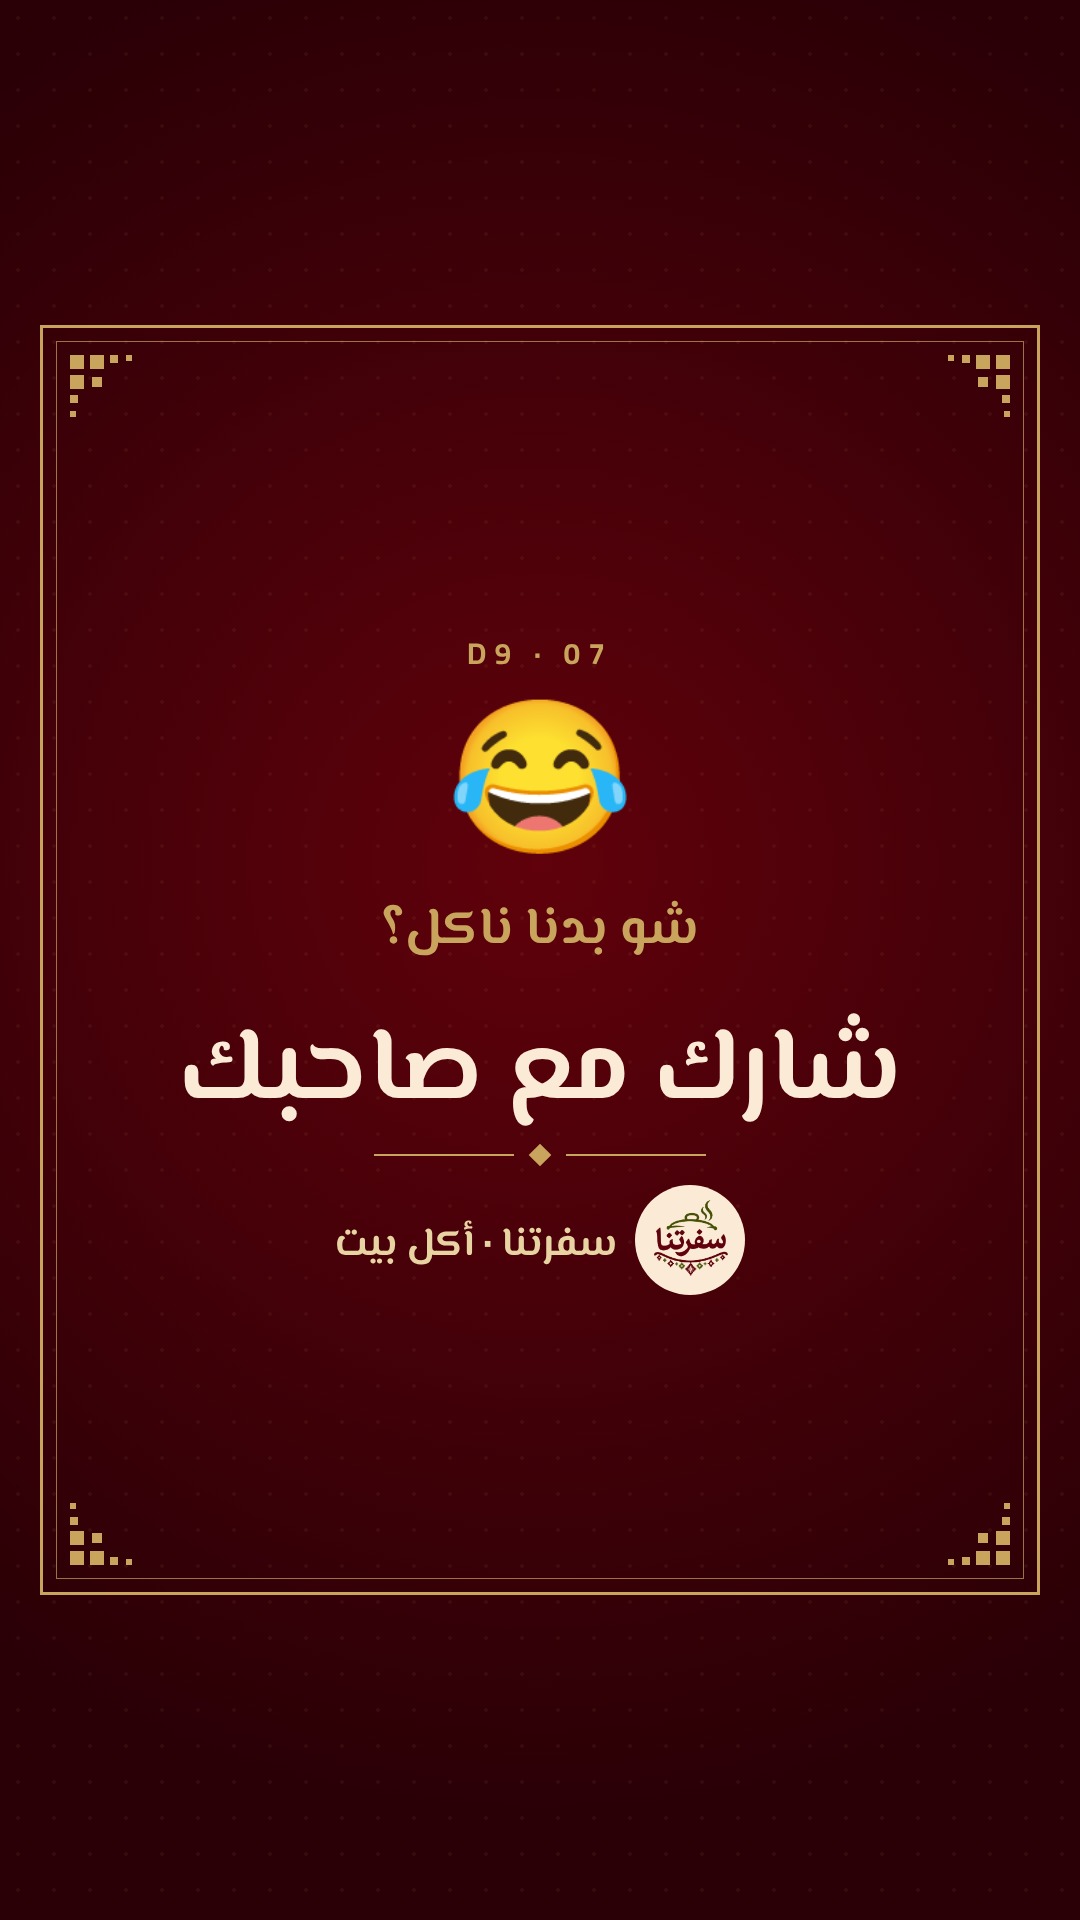 D9 · 07
شو بدنا ناكل؟
شارك مع صاحبك
سفرتنا
سفرتنا · أكل بيت